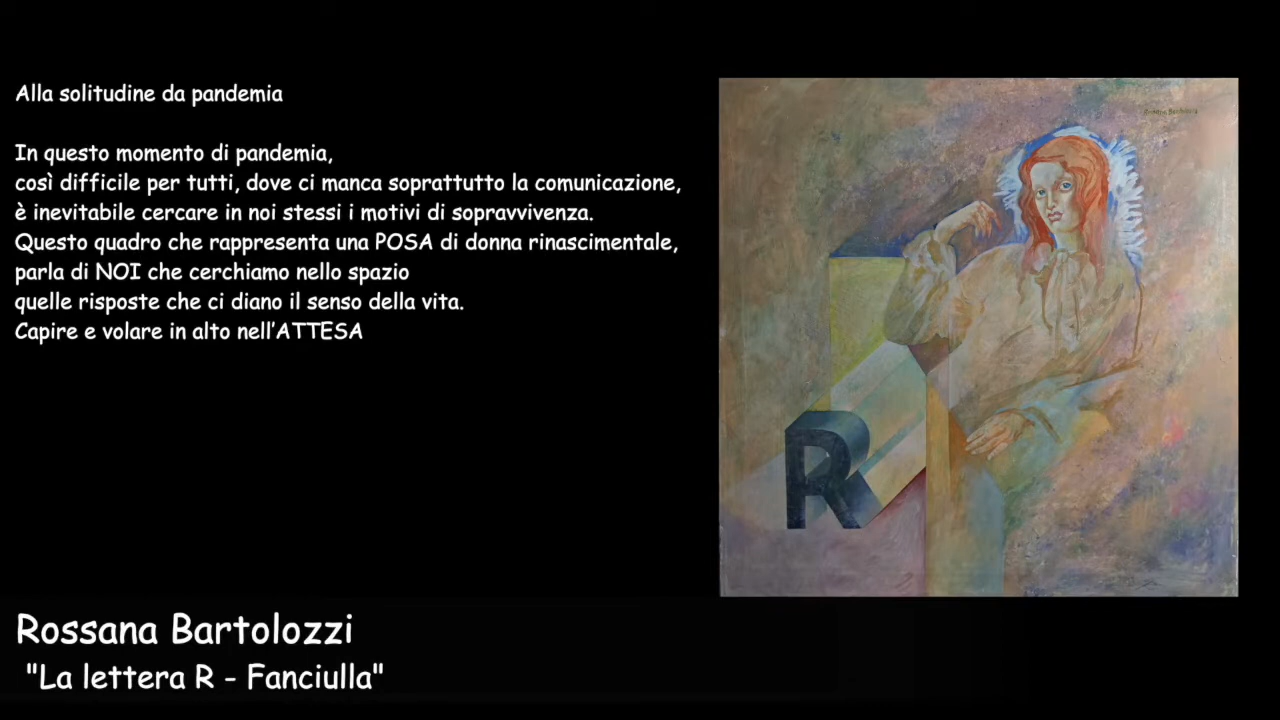 Alla solitudine da pandemia
In questo momento di pandemia,
così difficile per tutti, dove ci manca soprattutto la comunicazione,
è inevitabile cercare in noi stessi i motivi di sopravvivenza.
Questo quadro che rappresenta una POSA di donna rinascimentale,
parla di NOI che cerchiamo nello spazio
quelle risposte che ci diano il senso della vita.
Capire e volare in alto nell'ATTESA
R
Rossana Bartolozzi
"La lettera R - Fanciulla"